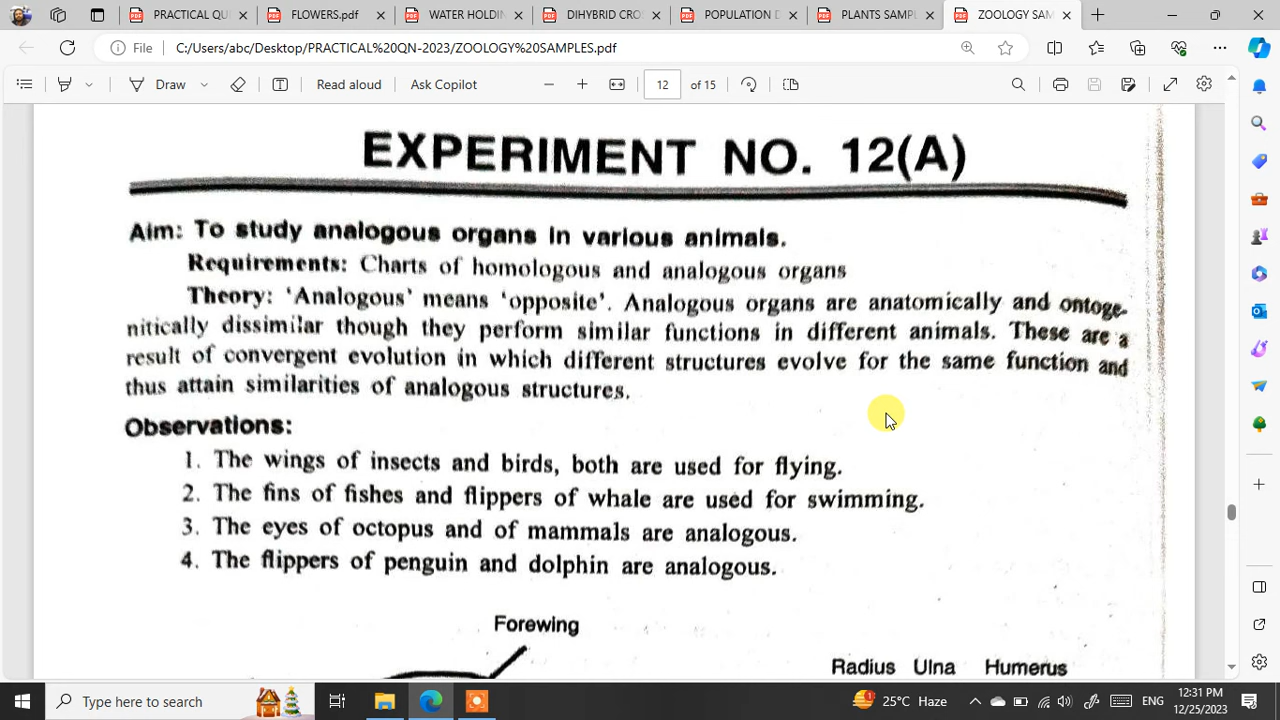 PRACTICAL QU
FLOWERS.pdf
WATER HOLDIN
DIHYBRID CRO
POPULATION D
PLANTS SAMPL
ZOOLOGY SAM
File
C:/Users/abc/Desktop/PRACTICAL%20QN-2023/ZOOLOGY%20SAMPLES.pdf
Draw
Read aloud
Ask Copilot
12
of 15
EXPERIMENT NO. 12(A)
Aim: To study analogous organs in various animals.
Requirements: Charts of homologous and analogous organs
Theory: 'Analogous' means 'opposite'. Analogous organs are anatomically and ontoge-
nitically dissimilar though they perform similar functions in different animals. These are a
result of convergent evolution in which different structures evolve for the same function and
thus attain similarities of analogous structures.
Observations:
1. The wings of insects and birds, both are used for flying.
2. The fins of fishes and flippers of whale are used for swimming.
3. The eyes of octopus and of mammals are analogous.
4. The flippers of penguin and dolphin are analogous.
Forewing
Radius Ulna Humerus
Type here to search
1
25°C Haze
ENG
12:31 PM
12/25/2023